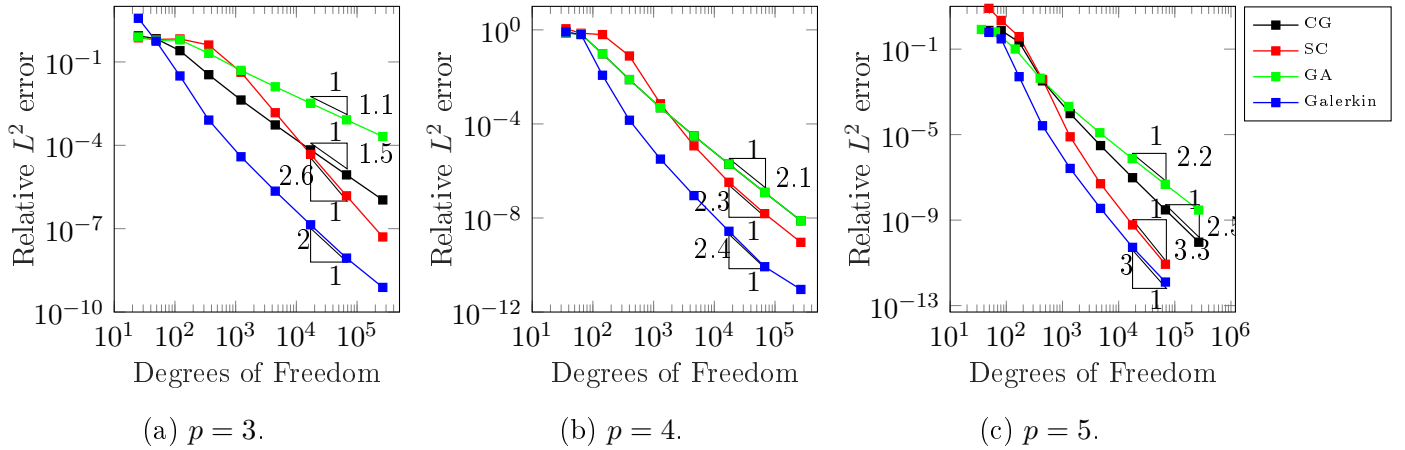 Relative L² error
10⁻¹
10⁻⁴
10⁻⁷
10⁻¹⁰
10¹ 10² 10³ 10⁴ 10⁵
Degrees of Freedom
1
1.1
1
1.5
2.6
1
2
1
(a) p = 3.
Relative L² error
10⁰
10⁻⁴
10⁻⁸
10⁻¹²
10¹ 10² 10³ 10⁴ 10⁵
Degrees of Freedom
1
2.1
2.3
1
2.4
1
(b) p = 4.
Relative L² error
10⁻¹
10⁻⁵
10⁻⁹
10⁻¹³
10¹ 10² 10³ 10⁴ 10⁵ 10⁶
Degrees of Freedom
1
2.2
1
1
3.3
3
1
(c) p = 5.
CG
SC
GA
Galerkin